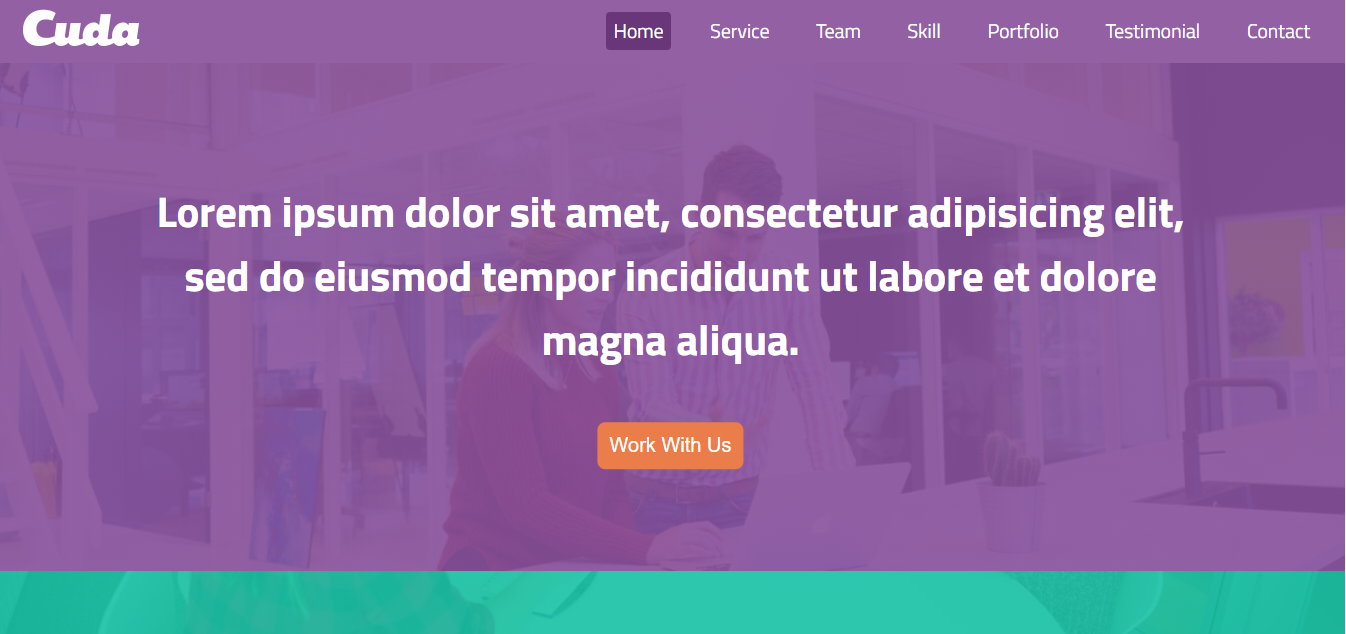 Cuda
Home Service Team Skill Portfolio Testimonial Contact
Lorem ipsum dolor sit amet, consectetur adipisicing elit,
sed do eiusmod tempor incididunt ut labore et dolore
magna aliqua.
Work With Us